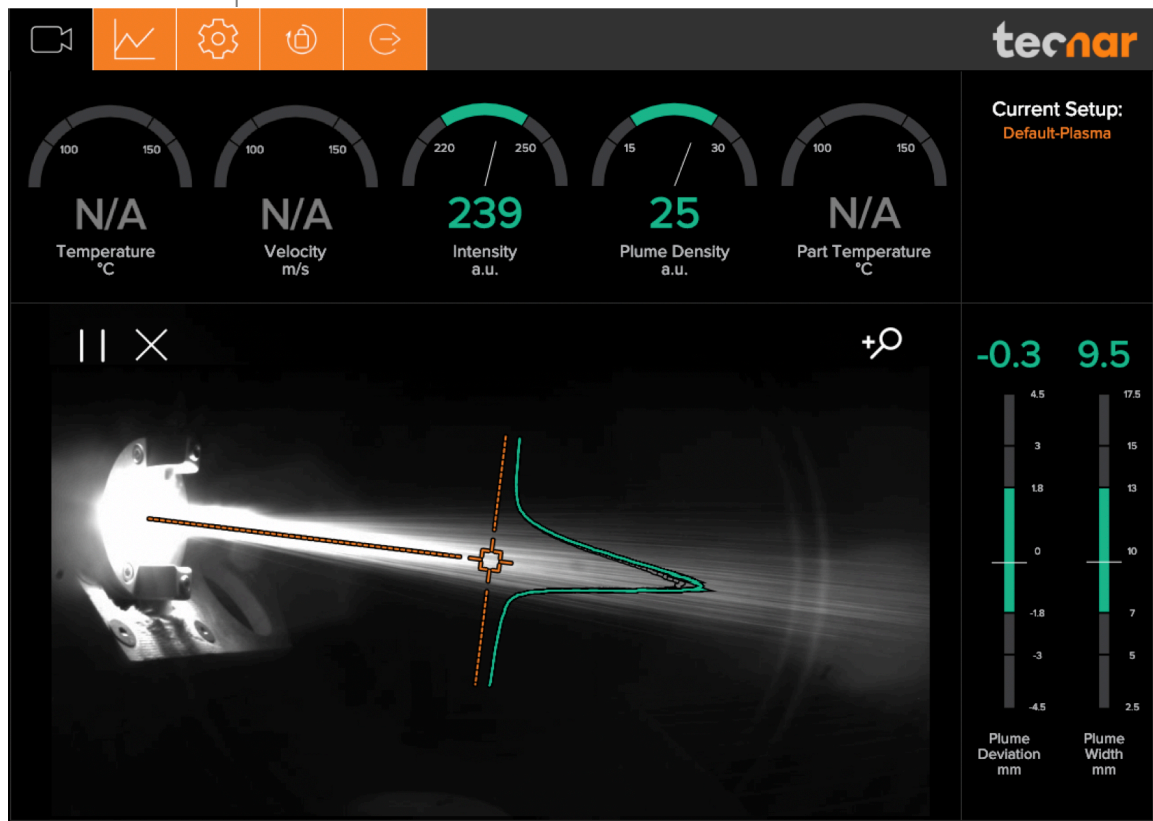 tecnar
Current Setup:
Default-Plasma
100 150
100 150
220 250
15 30
100 150
N/A
N/A
239
25
N/A
Temperature
°C
Velocity
m/s
Intensity
a.u.
Plume Density
a.u.
Part Temperature
°C
-0.3 9.5
4.5
3
1.8
0
-1.8
-3
-4.5
17.5
15
13
10
7
5
2.5
Plume
Deviation
mm
Plume
Width
mm